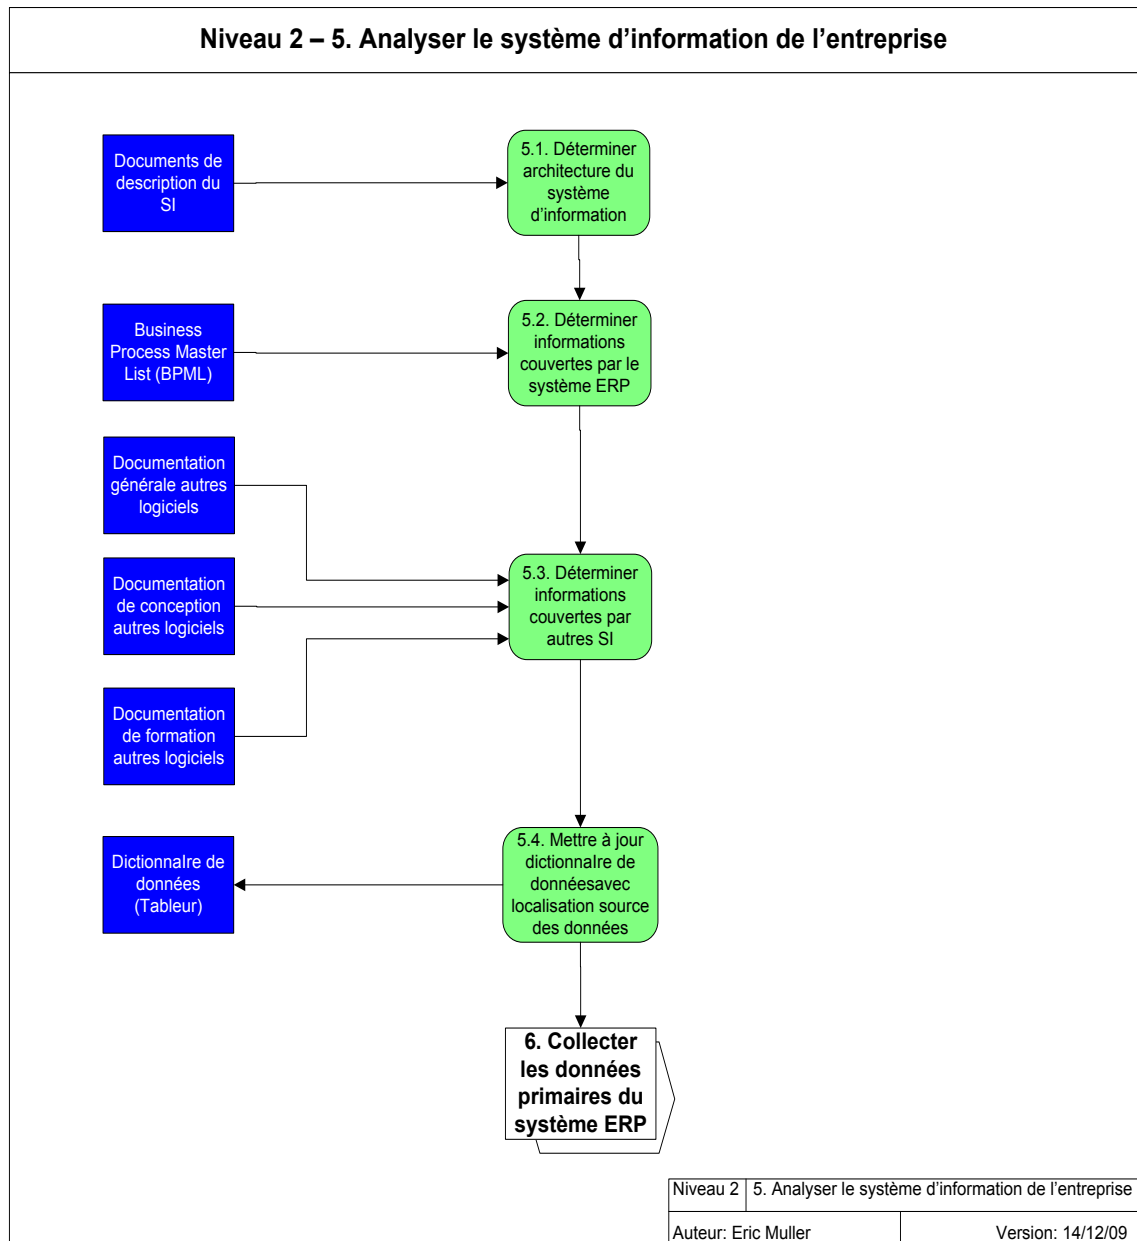 Niveau 2 – 5. Analyser le système d’information de l’entreprise
Documents de
description du
SI
5.1. Déterminer
architecture du
système
d’information
Business
Process Master
List (BPML)
5.2. Déterminer
informations
couvertes par le
système ERP
Documentation
générale autres
logiciels
Documentation
de conception
autres logiciels
5.3. Déterminer
informations
couvertes par
autres SI
Documentation
de formation
autres logiciels
DictionnaIre de
données
(Tableur)
5.4. Mettre à jour
dictionnaIre de
donnéesavec
localisation source
des données
6. Collecter
les données
primaires du
système ERP
Niveau 2 5. Analyser le système d’information de l’entreprise
Auteur: Eric Muller Version: 14/12/09